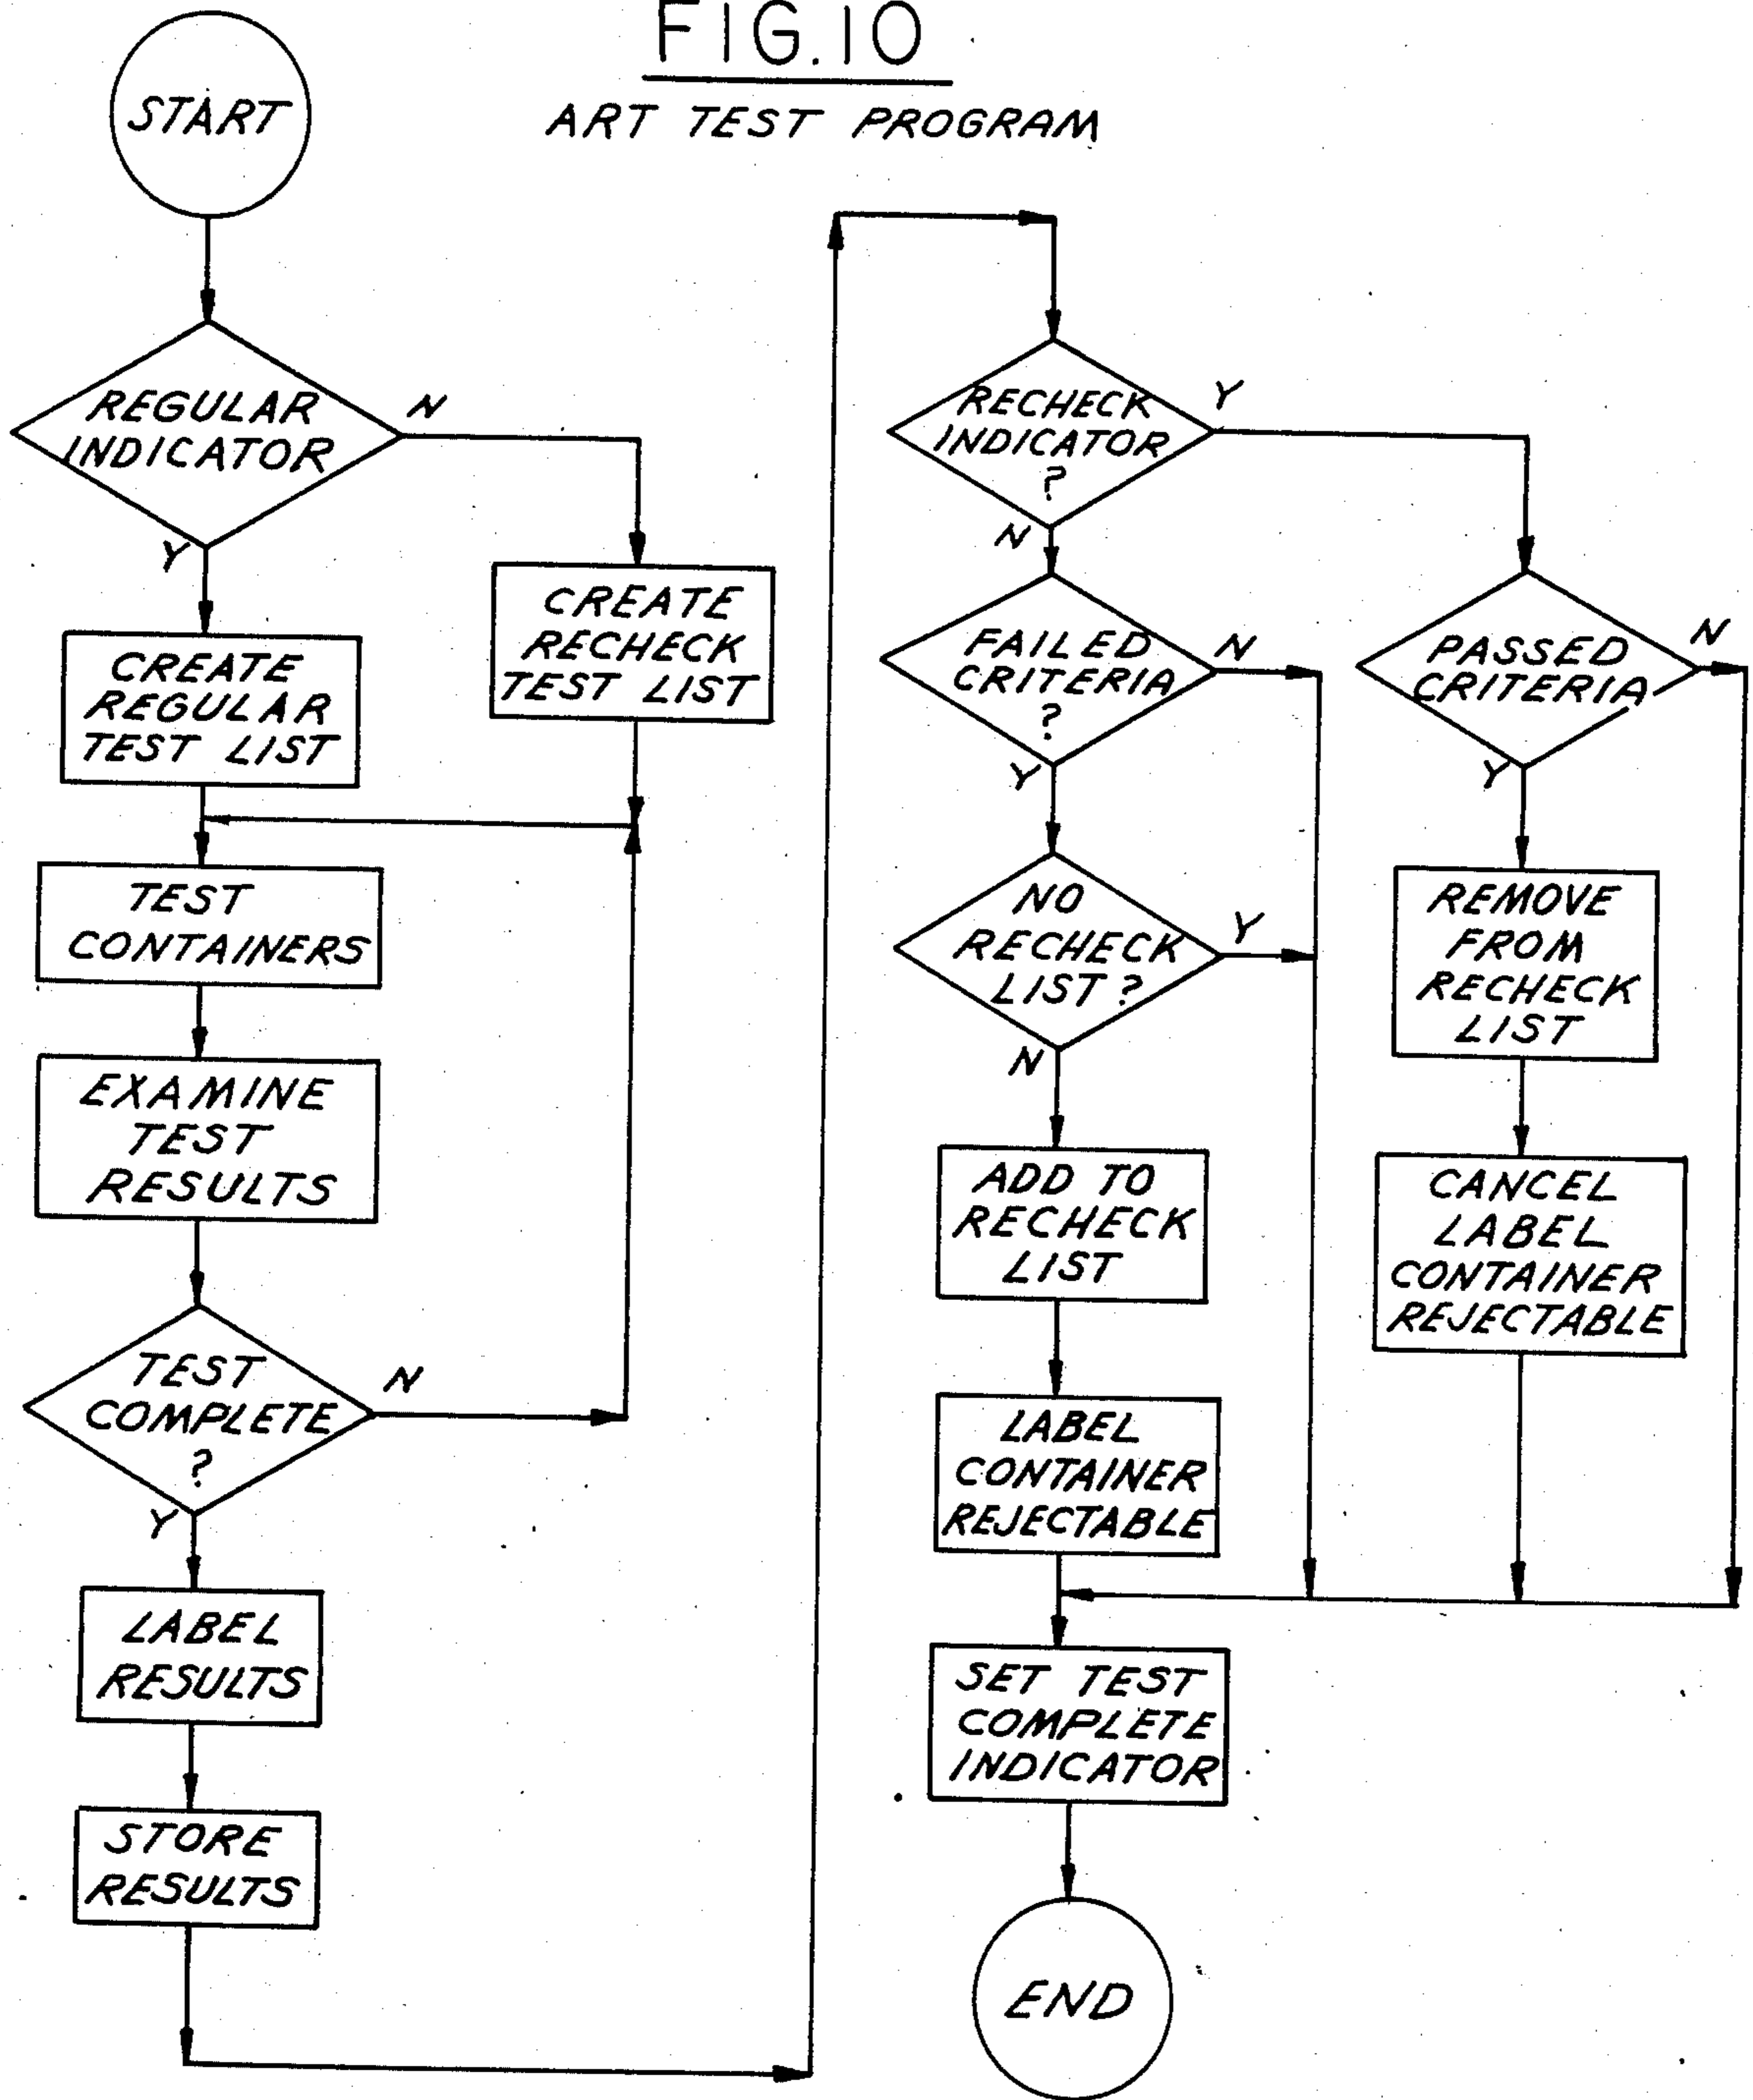 FIG.10
ART TEST PROGRAM
START
REGULAR
INDICATOR
N
Y
CREATE
RECHECK
TEST LIST
CREATE
REGULAR
TEST LIST
TEST
CONTAINERS
EXAMINE
TEST
RESULTS
TEST
COMPLETE
?
N
Y
LABEL
RESULTS
STORE
RESULTS
RECHECK
INDICATOR
?
Y
N
FAILED
CRITERIA
?
N
Y
PASSED
CRITERIA
N
Y
NO
RECHECK
LIST?
Y
N
REMOVE
FROM
RECHECK
LIST
ADD TO
RECHECK
LIST
CANCEL
LABEL
CONTAINER
REJECTABLE
LABEL
CONTAINER
REJECTABLE
SET TEST
COMPLETE
INDICATOR
END